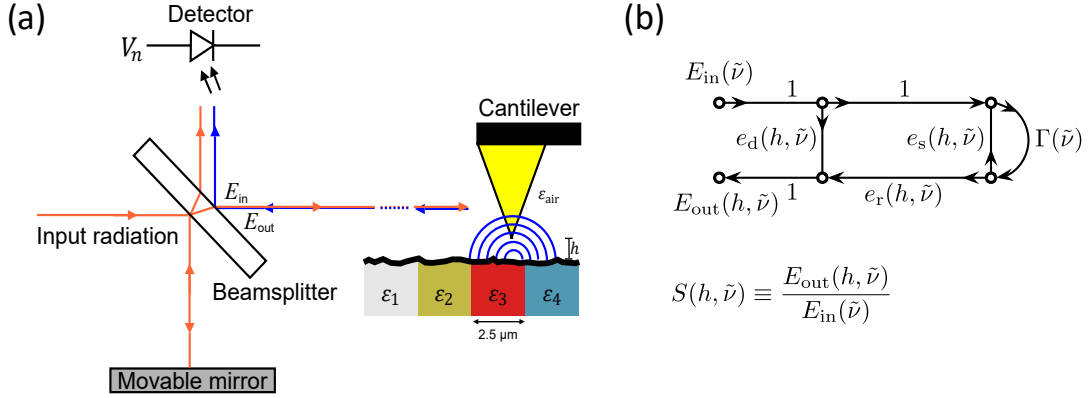 (a)
Detector
V_n
Cantilever
E_in
ε_air
E_out
Input radiation
h
Beamsplitter
ε_1 ε_2 ε_3 ε_4
2.5 µm
Movable mirror
(b)
E_in(ν̃)
1 1
e_d(h, ν̃) e_s(h, ν̃) Γ(ν̃)
E_out(h, ν̃) 1 e_r(h, ν̃)
S(h, ν̃) ≡ E_out(h, ν̃) / E_in(ν̃)